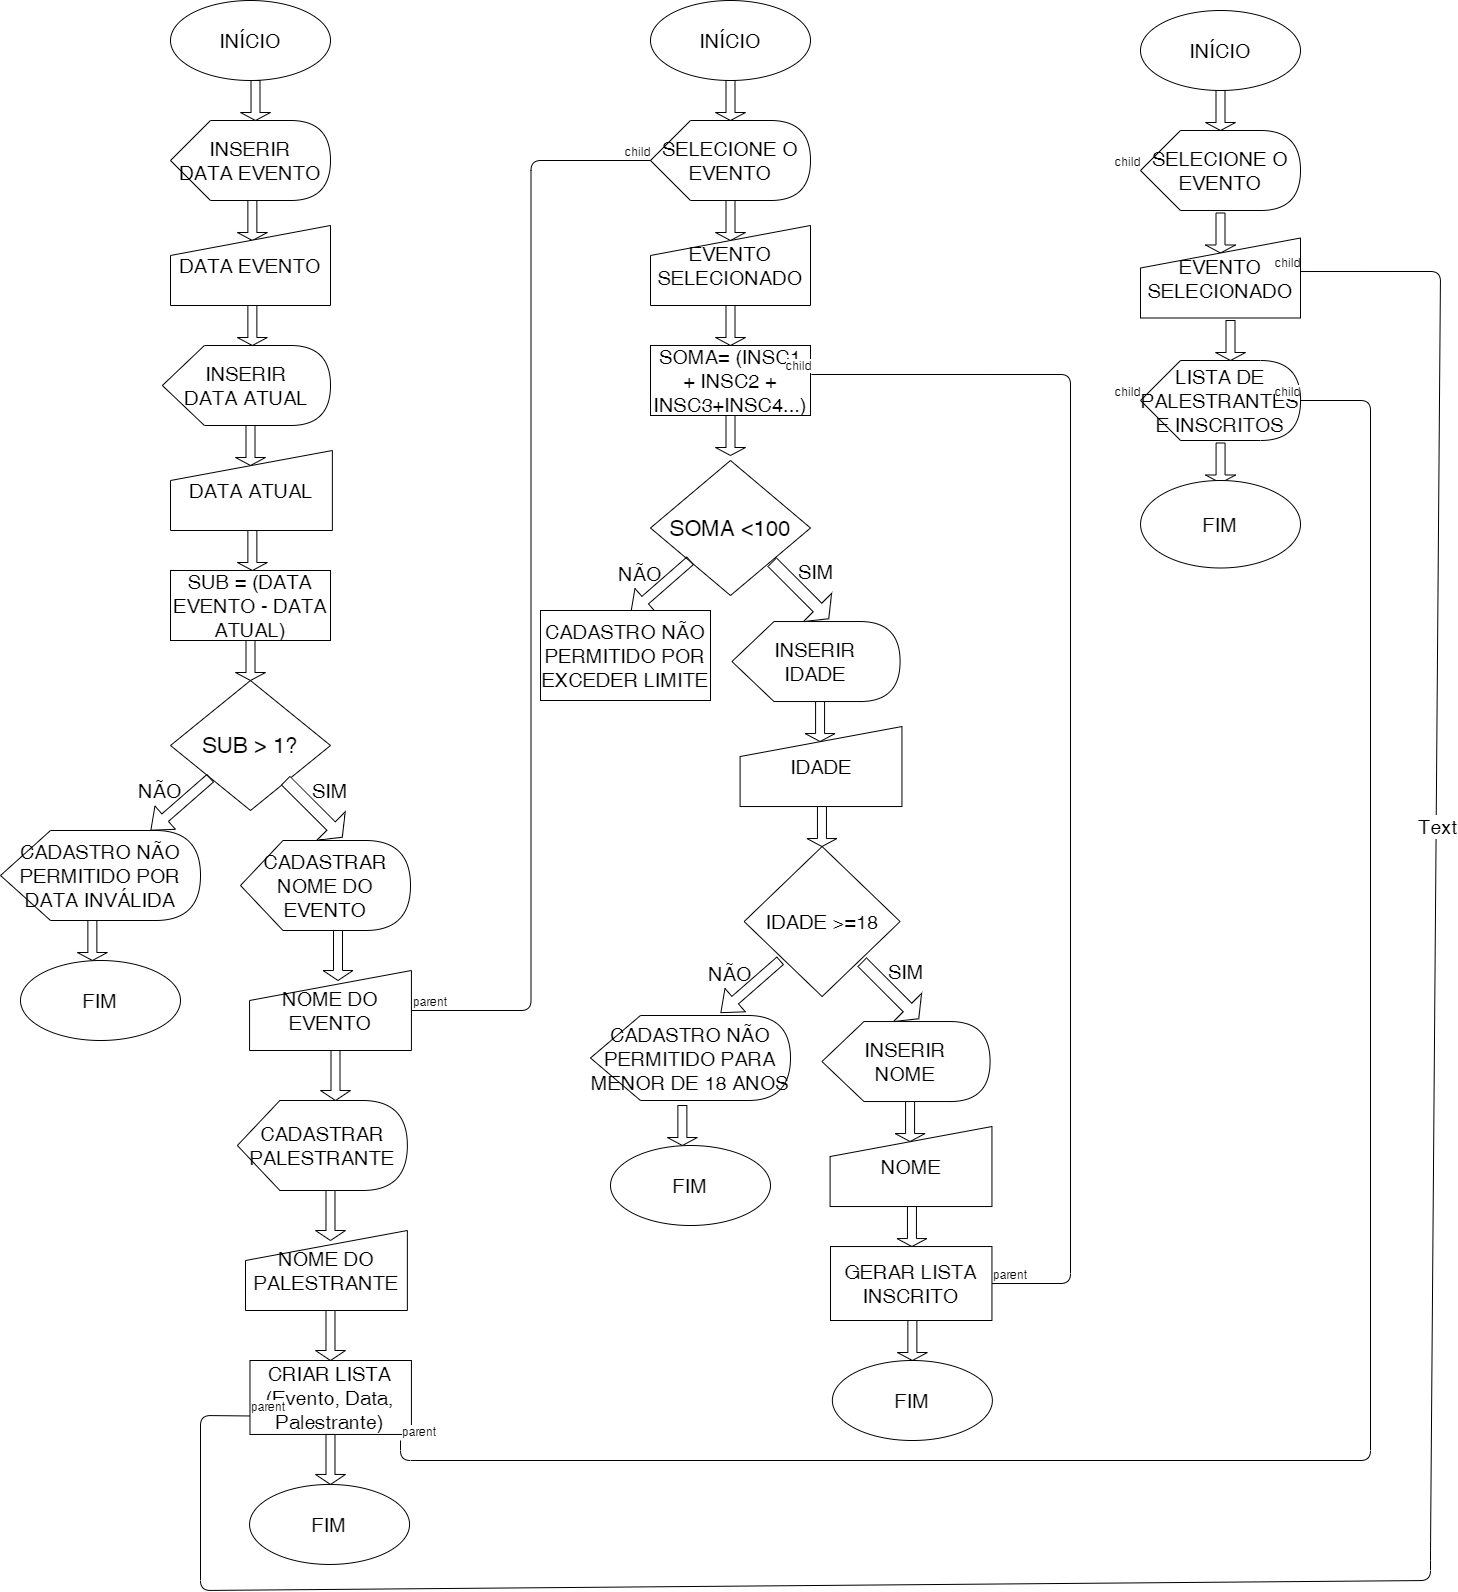 INÍCIO
INSERIR
DATA EVENTO
DATA EVENTO
INSERIR
DATA ATUAL
DATA ATUAL
SUB = (DATA
EVENTO - DATA
ATUAL)
SUB > 1?
NÃO
SIM
CADASTRO NÃO
PERMITIDO POR
DATA INVÁLIDA
FIM
CADASTRAR
NOME DO
EVENTO
NOME DO
EVENTO
parent
CADASTRAR
PALESTRANTE
NOME DO
PALESTRANTE
CRIAR LISTA
(Evento, Data,
Palestrante)
parent
parent
FIM
INÍCIO
child
SELECIONE O
EVENTO
EVENTO
SELECIONADO
SOMA= (INSC1
+ INSC2 +
INSC3+INSC4...)
child
SOMA <100
NÃO
SIM
CADASTRO NÃO
PERMITIDO POR
EXCEDER LIMITE
INSERIR
IDADE
IDADE
IDADE >=18
NÃO
SIM
CADASTRO NÃO
PERMITIDO PARA
MENOR DE 18 ANOS
FIM
INSERIR
NOME
NOME
GERAR LISTA
INSCRITO
parent
FIM
INÍCIO
child
SELECIONE O
EVENTO
child
EVENTO
SELECIONADO
child
child
LISTA DE
PALESTRANTES
E INSCRITOS
FIM
Text